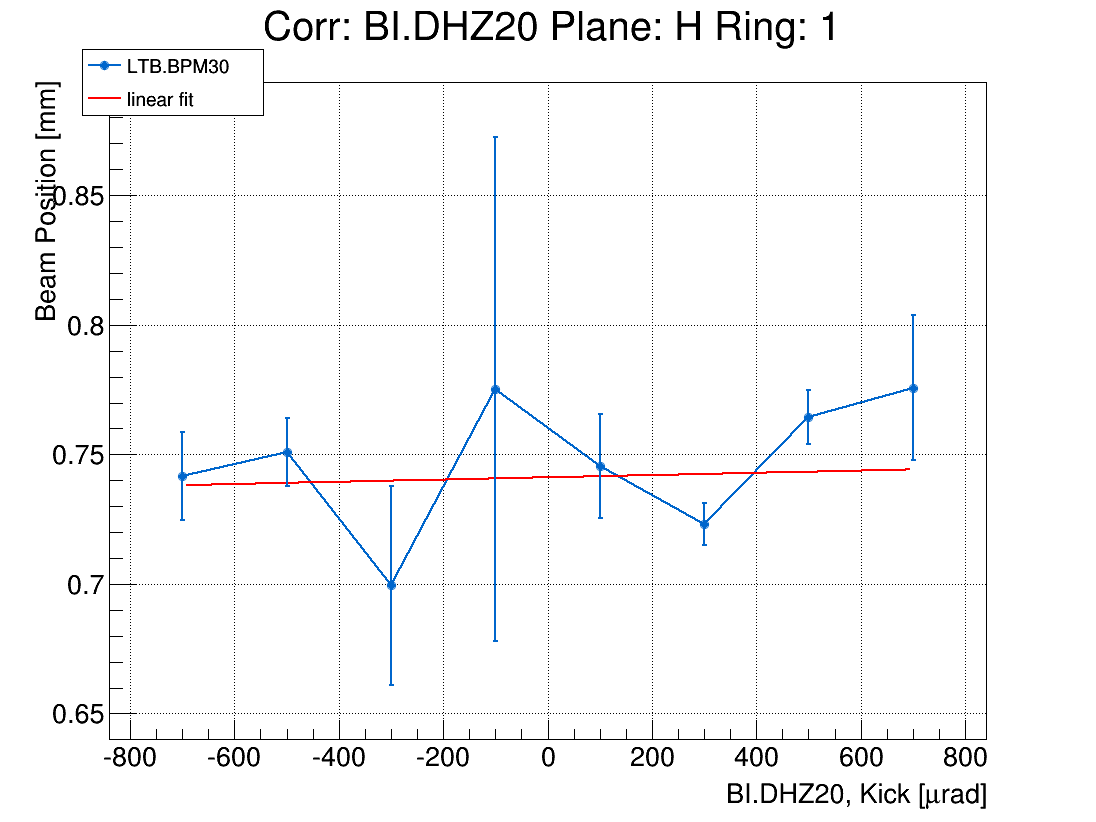 Corr: BI.DHZ20 Plane: H Ring: 1
LTB.BPM30
linear fit
Beam Position [mm]
0.85
0.8
0.75
0.7
0.65
-800 -600 -400 -200 0 200 400 600 800
BI.DHZ20, Kick [μrad]